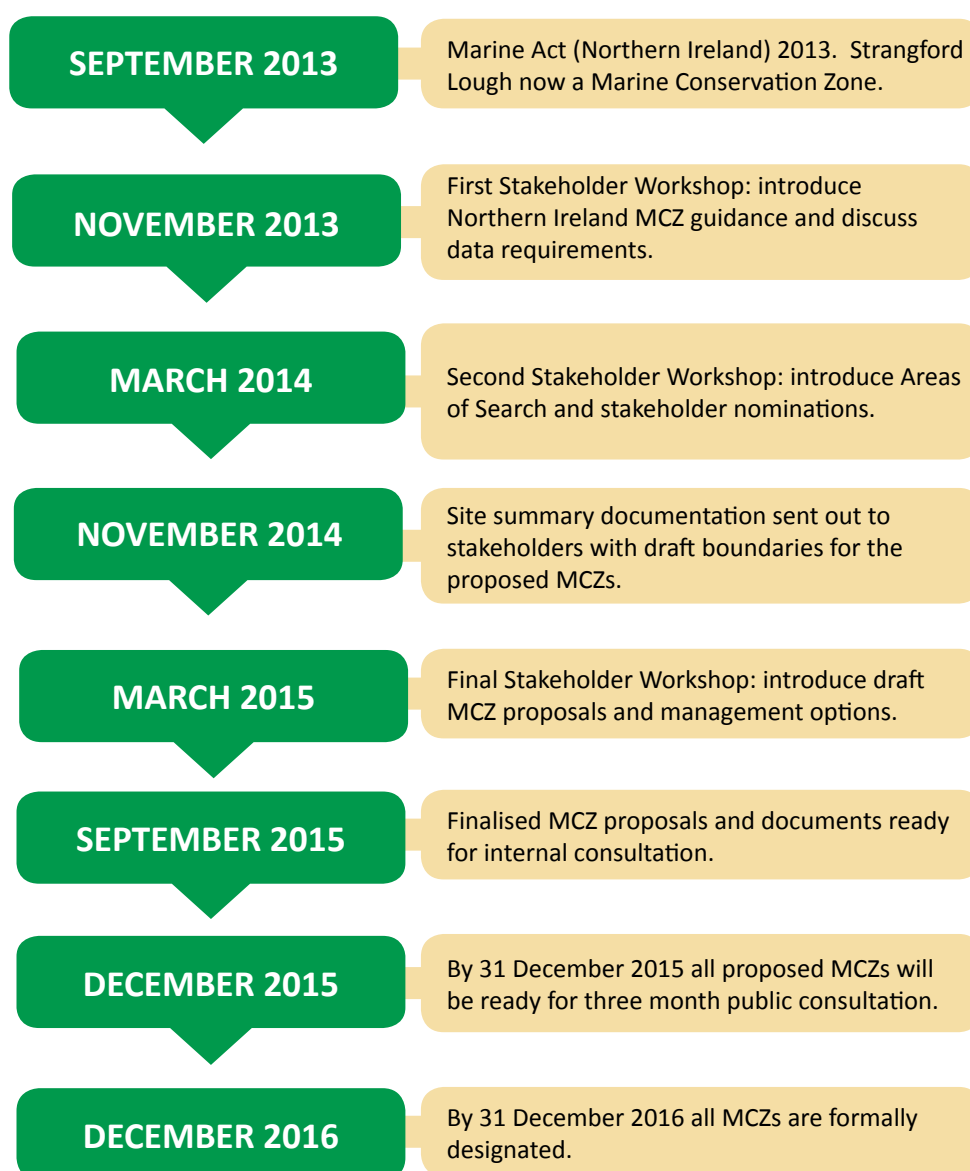 SEPTEMBER 2013
Marine Act (Northern Ireland) 2013.  Strangford
Lough now a Marine Conservation Zone.
NOVEMBER 2013
First Stakeholder Workshop: introduce
Northern Ireland MCZ guidance and discuss
data requirements.
MARCH 2014
Second Stakeholder Workshop: introduce Areas
of Search and stakeholder nominations.
NOVEMBER 2014
Site summary documentation sent out to
stakeholders with draft boundaries for the
proposed MCZs.
MARCH 2015
Final Stakeholder Workshop: introduce draft
MCZ proposals and management options.
SEPTEMBER 2015
Finalised MCZ proposals and documents ready
for internal consultation.
DECEMBER 2015
By 31 December 2015 all proposed MCZs will
be ready for three month public consultation.
DECEMBER 2016
By 31 December 2016 all MCZs are formally
designated.